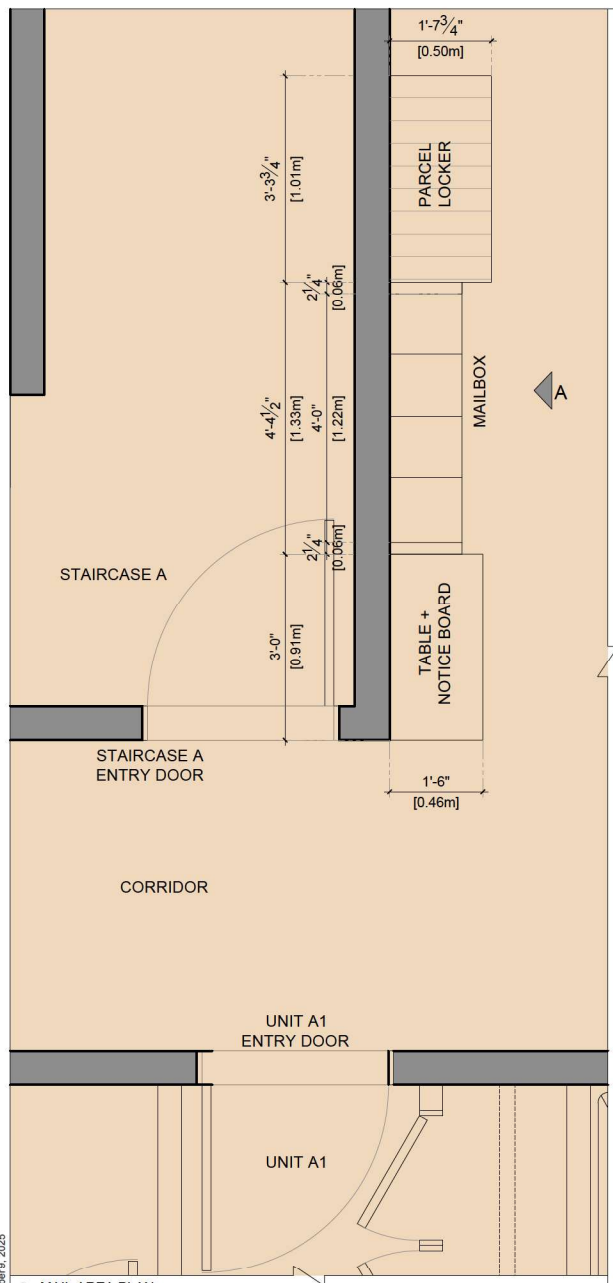 1'-7¾"
[0.50m]
3'-3¾"
[1.01m]
PARCEL
LOCKER
2¼"
[0.06m]
4'-4½"
[1.33m]
4'-0"
[1.22m]
MAILBOX
A
2¼"
[0.06m]
STAIRCASE A
3'-0"
[0.91m]
TABLE +
NOTICE BOARD
STAIRCASE A
ENTRY DOOR
1'-6"
[0.46m]
CORRIDOR
UNIT A1
ENTRY DOOR
UNIT A1
2025